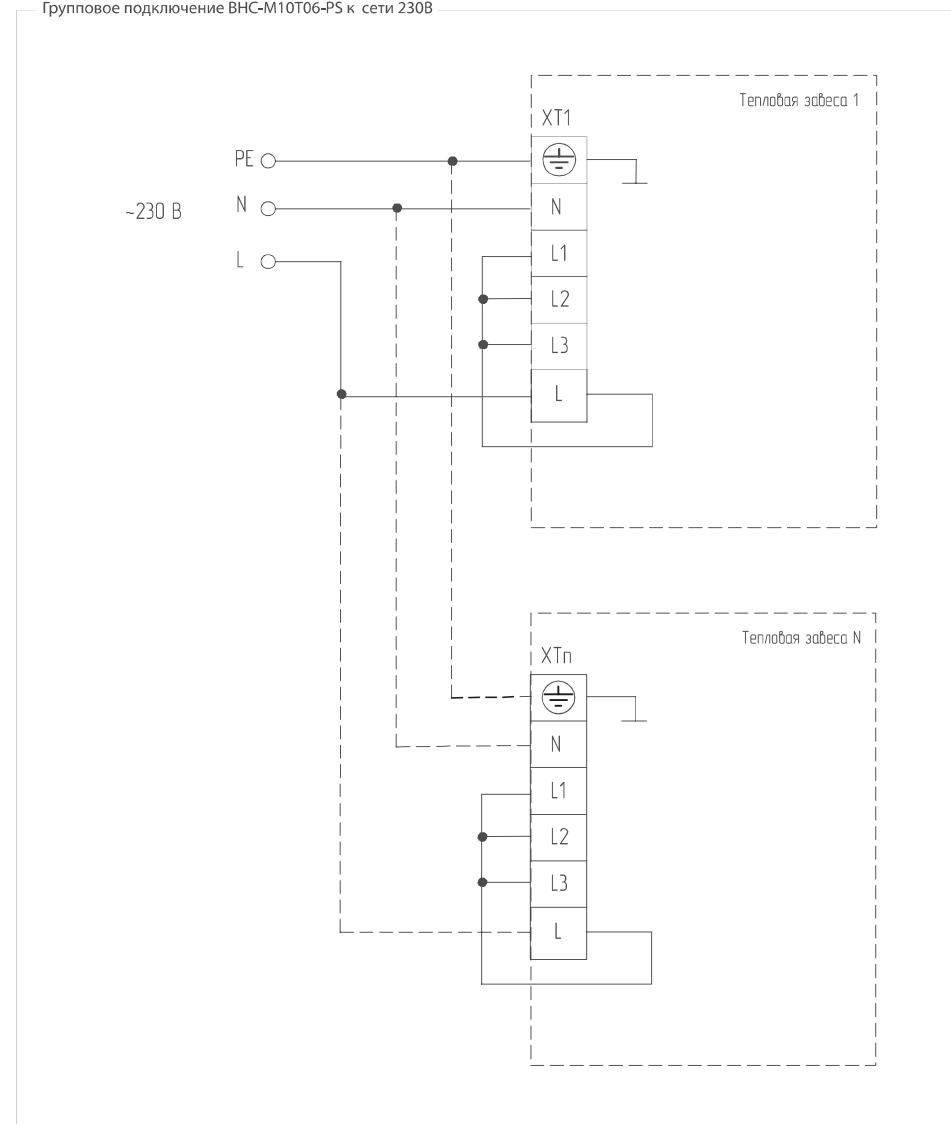 Групповое подключение BHC-M10T06-PS к сети 230В
Тепловая завеса 1
XT1
PE
N
N
~230 В
L
L1
L2
L3
L
Тепловая завеса N
XTn
N
L1
L2
L3
L